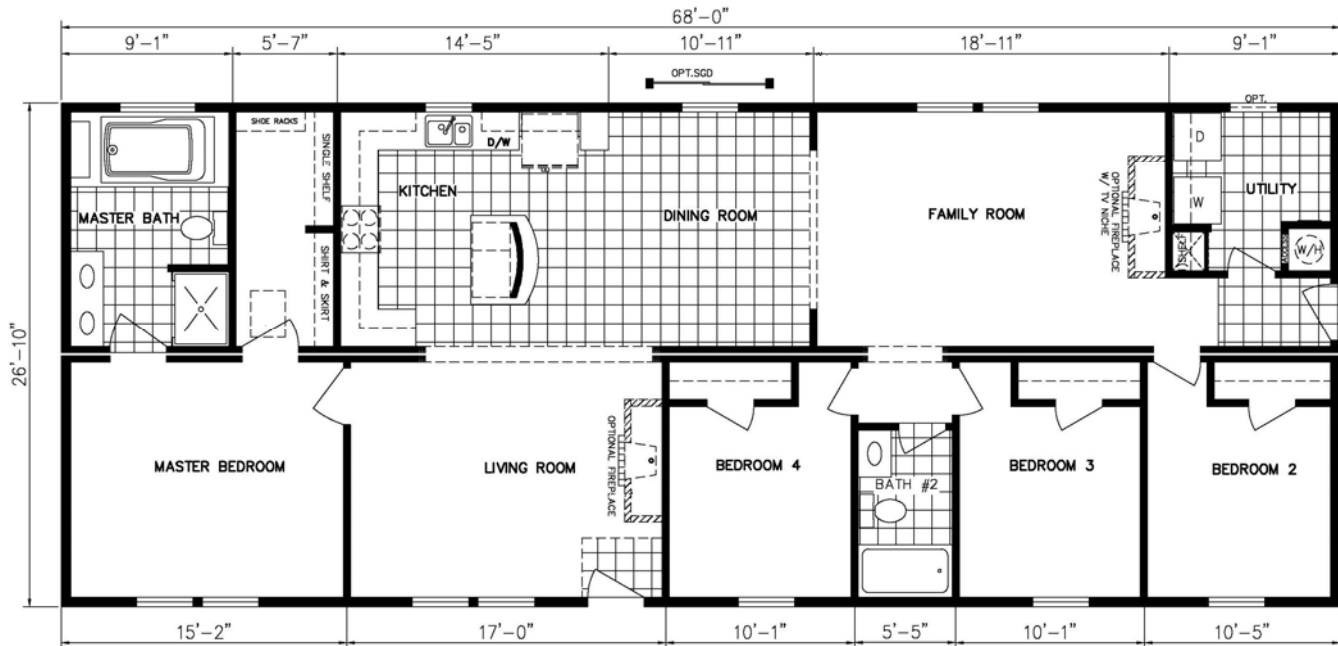 68'-0"
9'-1"
5'-7"
14'-5"
10'-11"
18'-11"
9'-1"
OPT.SGD
OPT.
SHOE RACKS
SINGLE SHELF
D/W
D
KITCHEN
OPTIONAL FIREPLACE
W/ TV NICHE
W
UTILITY
MASTER BATH
DINING ROOM
FAMILY ROOM
SHIRT & SKIRT
SHELF
ACCESS
W/H
26'-10"
MASTER BEDROOM
LIVING ROOM
OPTIONAL FIREPLACE
BEDROOM 4
BATH #2
BEDROOM 3
BEDROOM 2
15'-2"
17'-0"
10'-1"
5'-5"
10'-1"
10'-5"